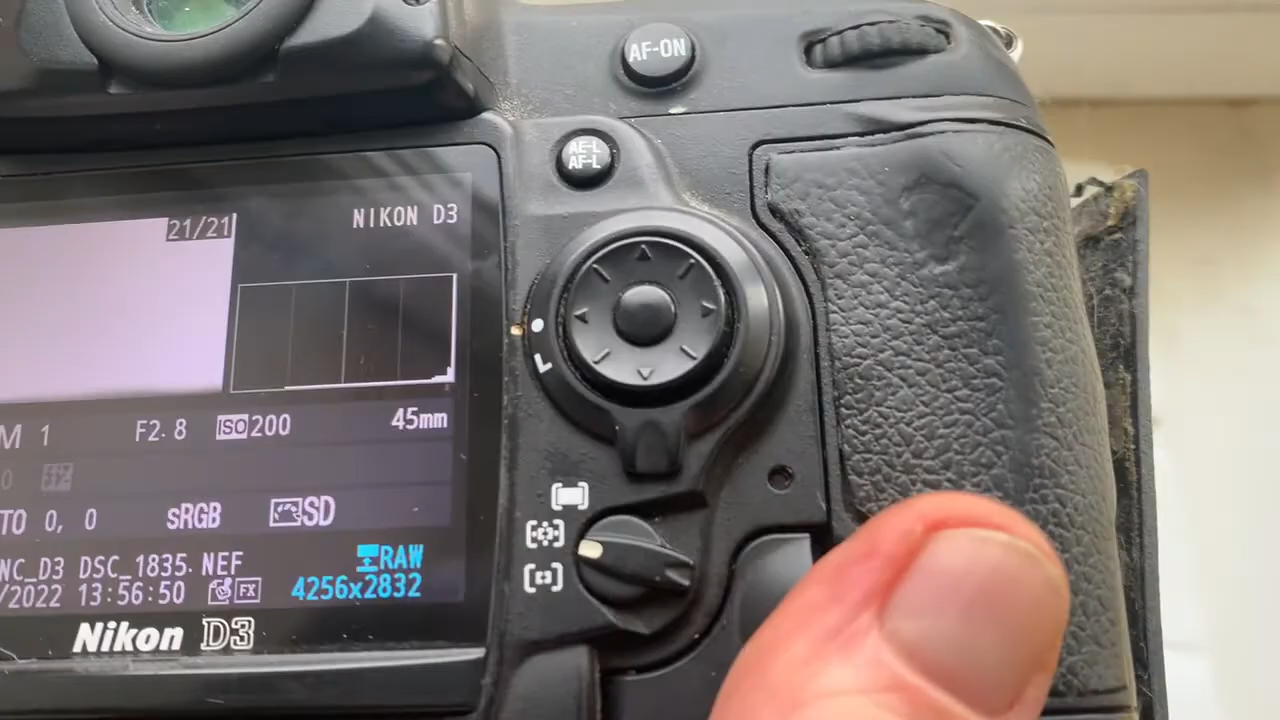 AF-ON
AE-L
AF-L
21/21
NIKON D3
M 1 F2.8 ISO200 45mm
0
TO 0, 0 sRGB SD
NC_D3 DSC_1835.NEF RAW
/2022 13:56:50 FX 4256x2832
Nikon D3
L